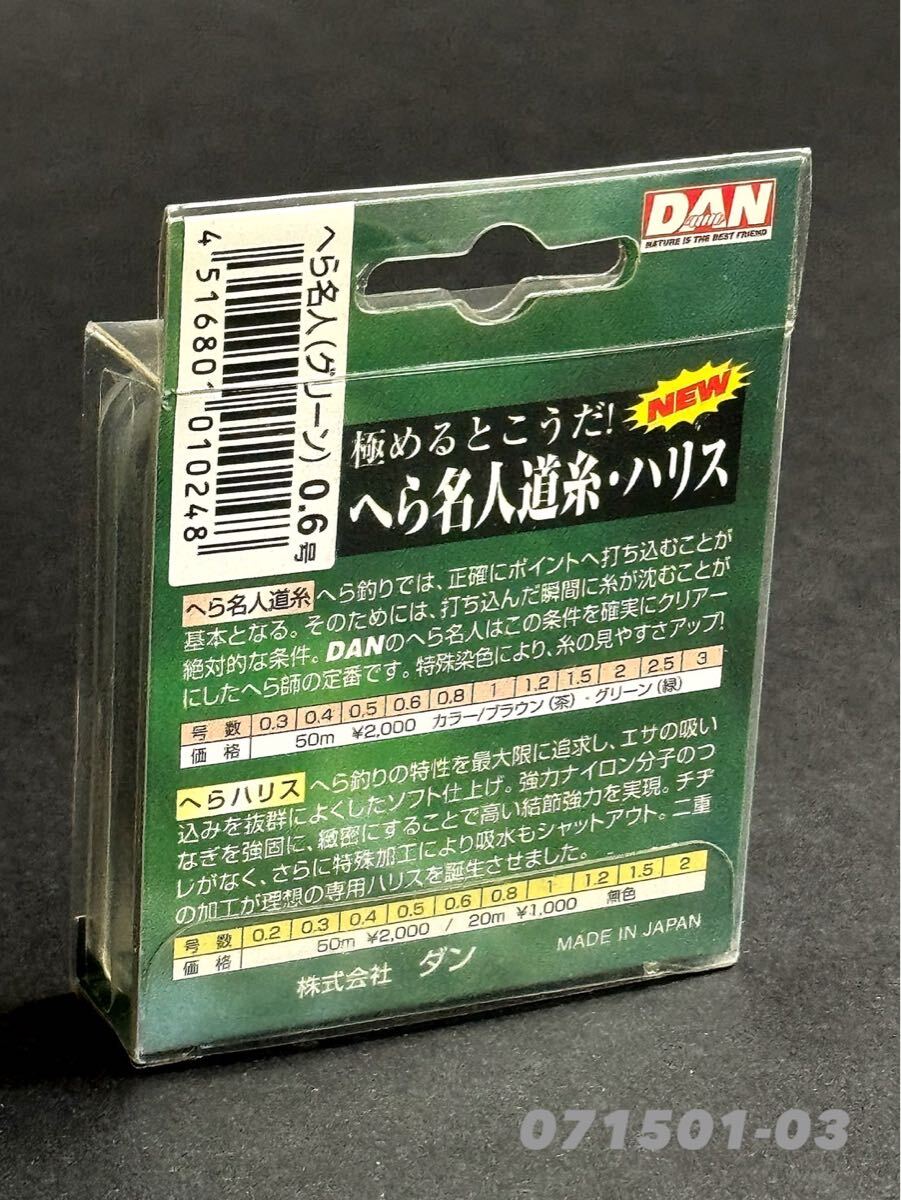 DAN
NATURE IS THE BEST FRIEND
へら名人(グリーン) 0.6号
4 516801 010248
NEW
極めるとこうだ!
へら名人道糸・ハリス
へら名人道糸 へら釣りでは、正確にポイントへ打ち込むことが
基本となる。そのためには、打ち込んだ瞬間に糸が沈むことが
絶対的な条件。DANのへら名人はこの条件を確実にクリアー
にしたへら師の定番です。特殊染色により、糸の見やすさアップ!
号数 0.3 0.4 0.5 0.6 0.8 1 1.2 1.5 2 2.5 3
価格 50m ¥2,000 カラー/ブラウン(茶)・グリーン(緑)
へらハリス へら釣りの特性を最大限に追求し、エサの吸い
込みを抜群によくしたソフト仕上げ。強力ナイロン分子のつ
なぎを強固に、緻密にすることで高い結節強力を実現。チヂ
レがなく、さらに特殊加工により吸水もシャットアウト。二重
の加工が理想の専用ハリスを誕生させました。
号数 0.2 0.3 0.4 0.5 0.6 0.8 1 1.2 1.5 2
価格 50m ¥2,000 / 20m ¥1,000 無色
株式会社 ダン
MADE IN JAPAN
071501-03